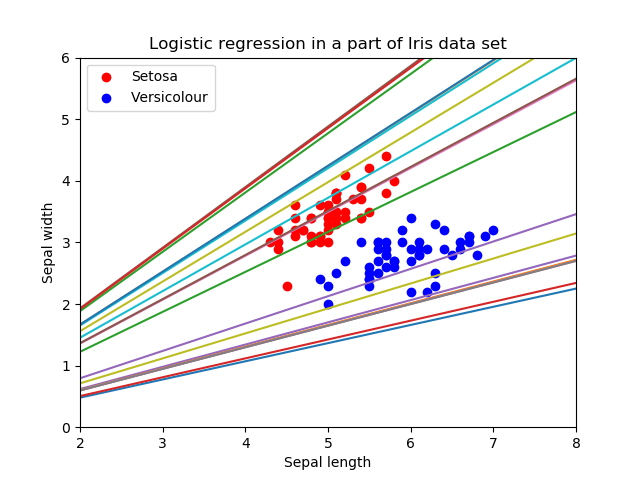 Logistic regression in a part of Iris data set
Setosa
Versicolour
Sepal width
6
5
4
3
2
1
0
2 3 4 5 6 7 8
Sepal length